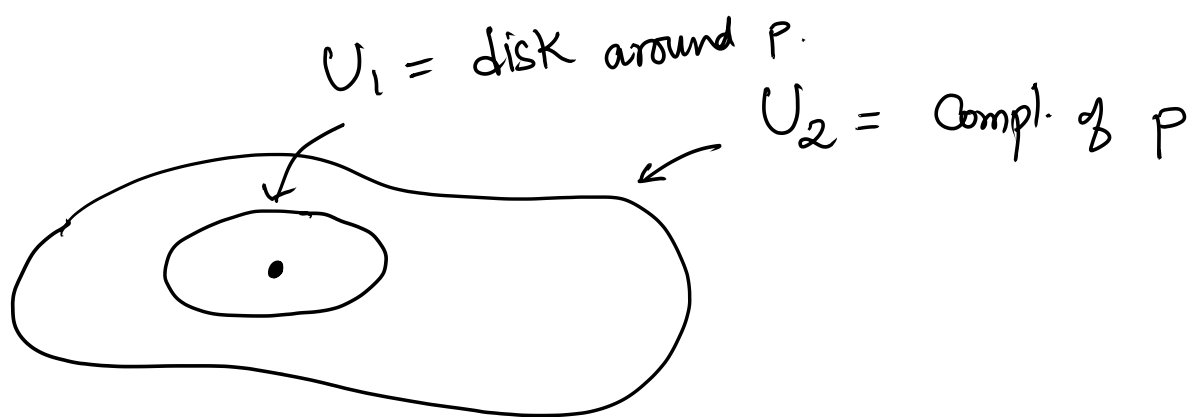 U₁ = disk around p.
U₂ = Compl. of p